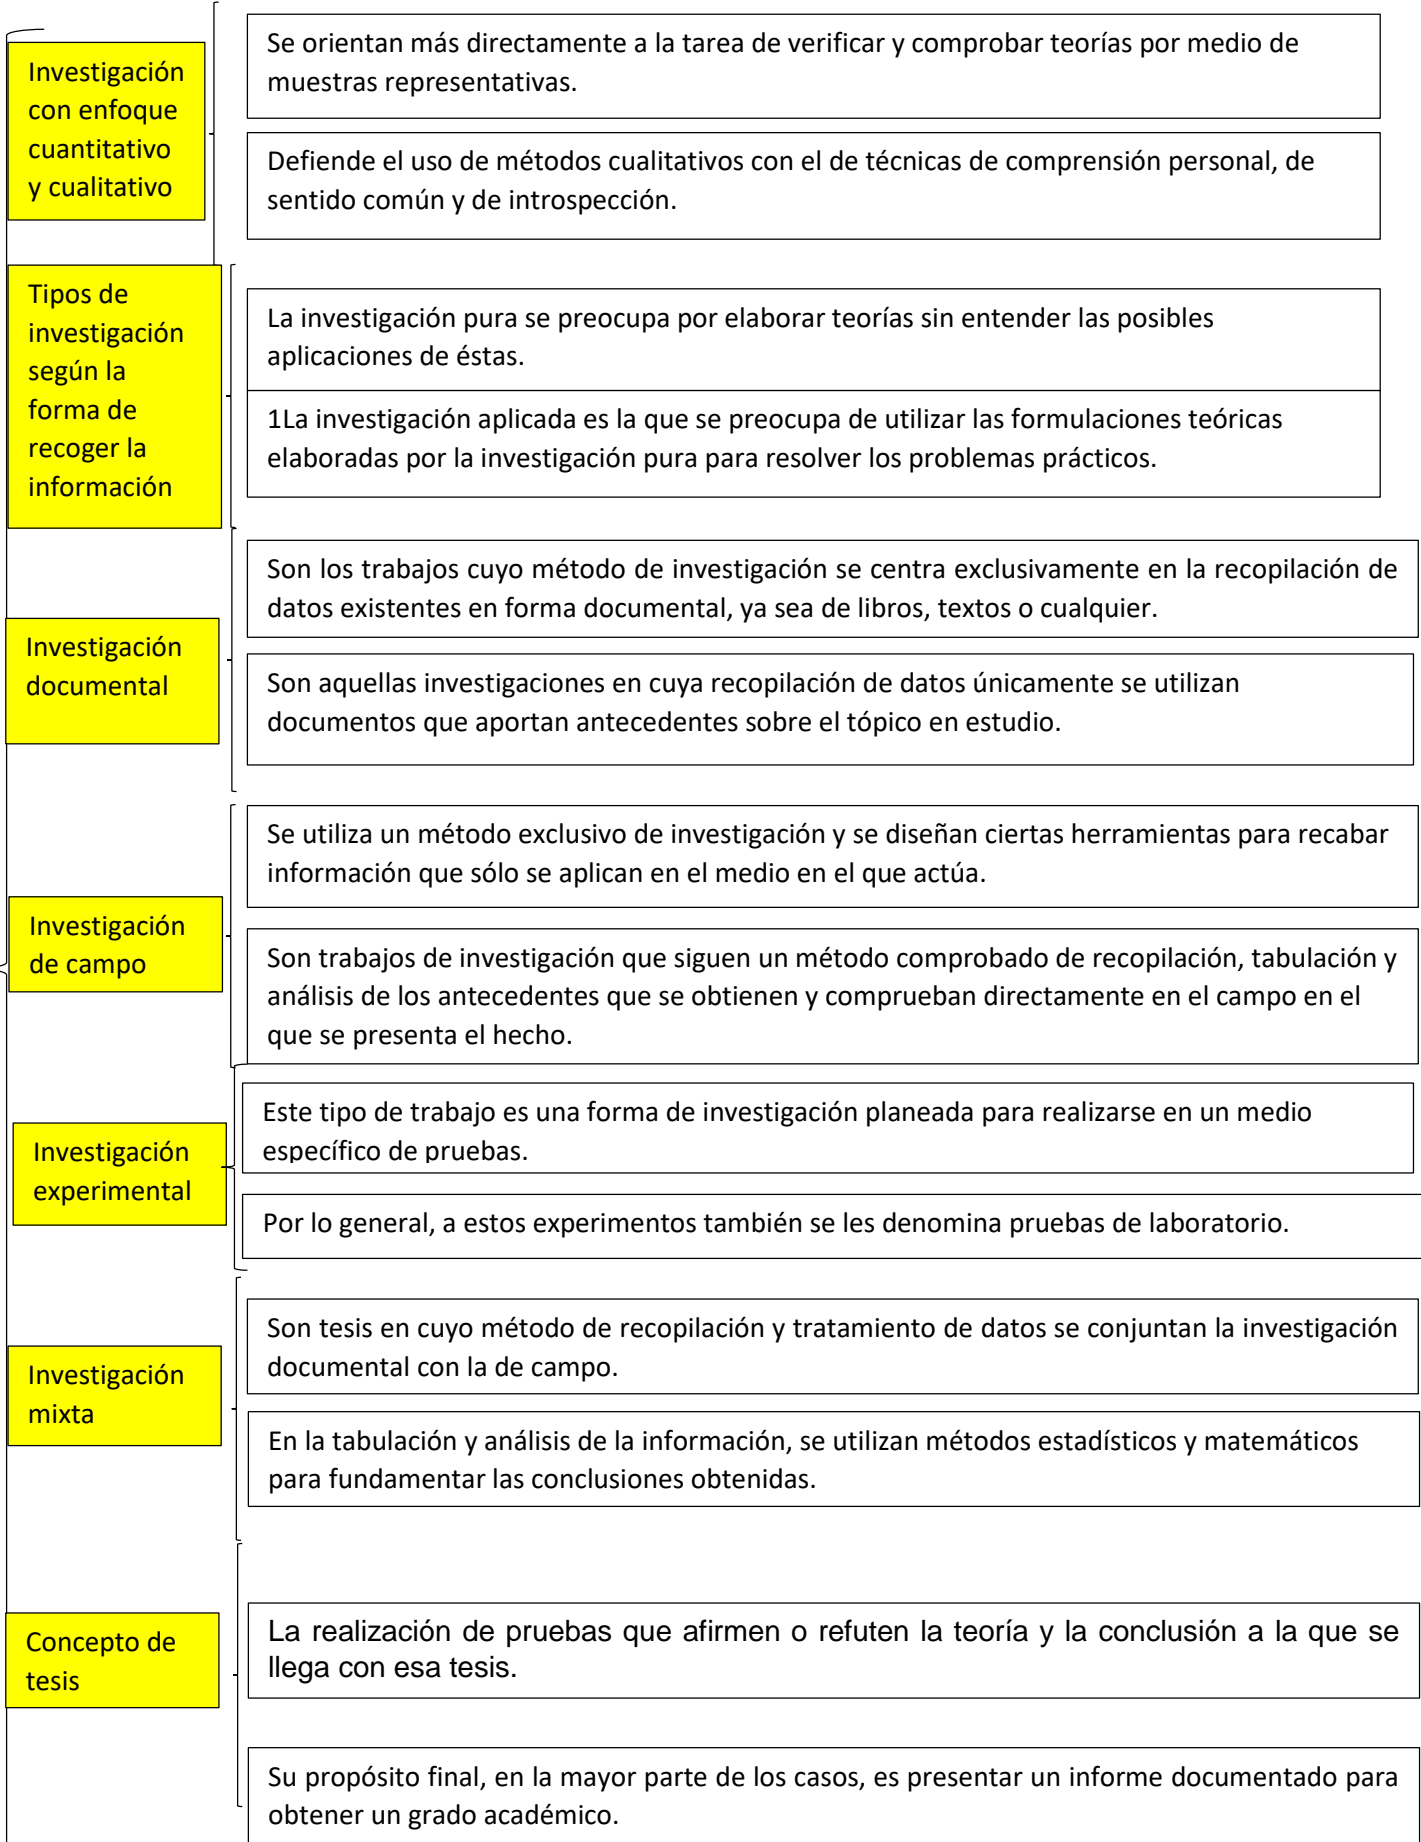 Investigación
con enfoque
cuantitativo
y cualitativo
Se orientan más directamente a la tarea de verificar y comprobar teorías por medio de
muestras representativas.
Defiende el uso de métodos cualitativos con el de técnicas de comprensión personal, de
sentido común y de introspección.
Tipos de
investigación
según la
forma de
recoger la
información
La investigación pura se preocupa por elaborar teorías sin entender las posibles
aplicaciones de éstas.
1La investigación aplicada es la que se preocupa de utilizar las formulaciones teóricas
elaboradas por la investigación pura para resolver los problemas prácticos.
Investigación
documental
Son los trabajos cuyo método de investigación se centra exclusivamente en la recopilación de
datos existentes en forma documental, ya sea de libros, textos o cualquier.
Son aquellas investigaciones en cuya recopilación de datos únicamente se utilizan
documentos que aportan antecedentes sobre el tópico en estudio.
Investigación
de campo
Se utiliza un método exclusivo de investigación y se diseñan ciertas herramientas para recabar
información que sólo se aplican en el medio en el que actúa.
Son trabajos de investigación que siguen un método comprobado de recopilación, tabulación y
análisis de los antecedentes que se obtienen y comprueban directamente en el campo en el
que se presenta el hecho.
Investigación
experimental
Este tipo de trabajo es una forma de investigación planeada para realizarse en un medio
específico de pruebas.
Por lo general, a estos experimentos también se les denomina pruebas de laboratorio.
Investigación
mixta
Son tesis en cuyo método de recopilación y tratamiento de datos se conjuntan la investigación
documental con la de campo.
En la tabulación y análisis de la información, se utilizan métodos estadísticos y matemáticos
para fundamentar las conclusiones obtenidas.
Concepto de
tesis
La realización de pruebas que afirmen o refuten la teoría y la conclusión a la que se
llega con esa tesis.
Su propósito final, en la mayor parte de los casos, es presentar un informe documentado para
obtener un grado académico.